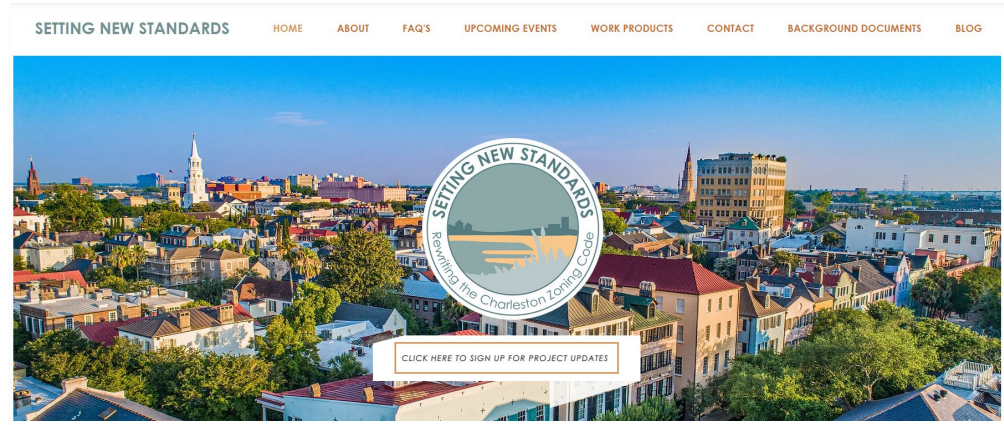 SETTING NEW STANDARDS
HOME
ABOUT
FAQ'S
UPCOMING EVENTS
WORK PRODUCTS
CONTACT
BACKGROUND DOCUMENTS
BLOG
SETTING NEW STANDARDS
Rewriting the Charleston Zoning Code
CLICK HERE TO SIGN UP FOR PROJECT UPDATES